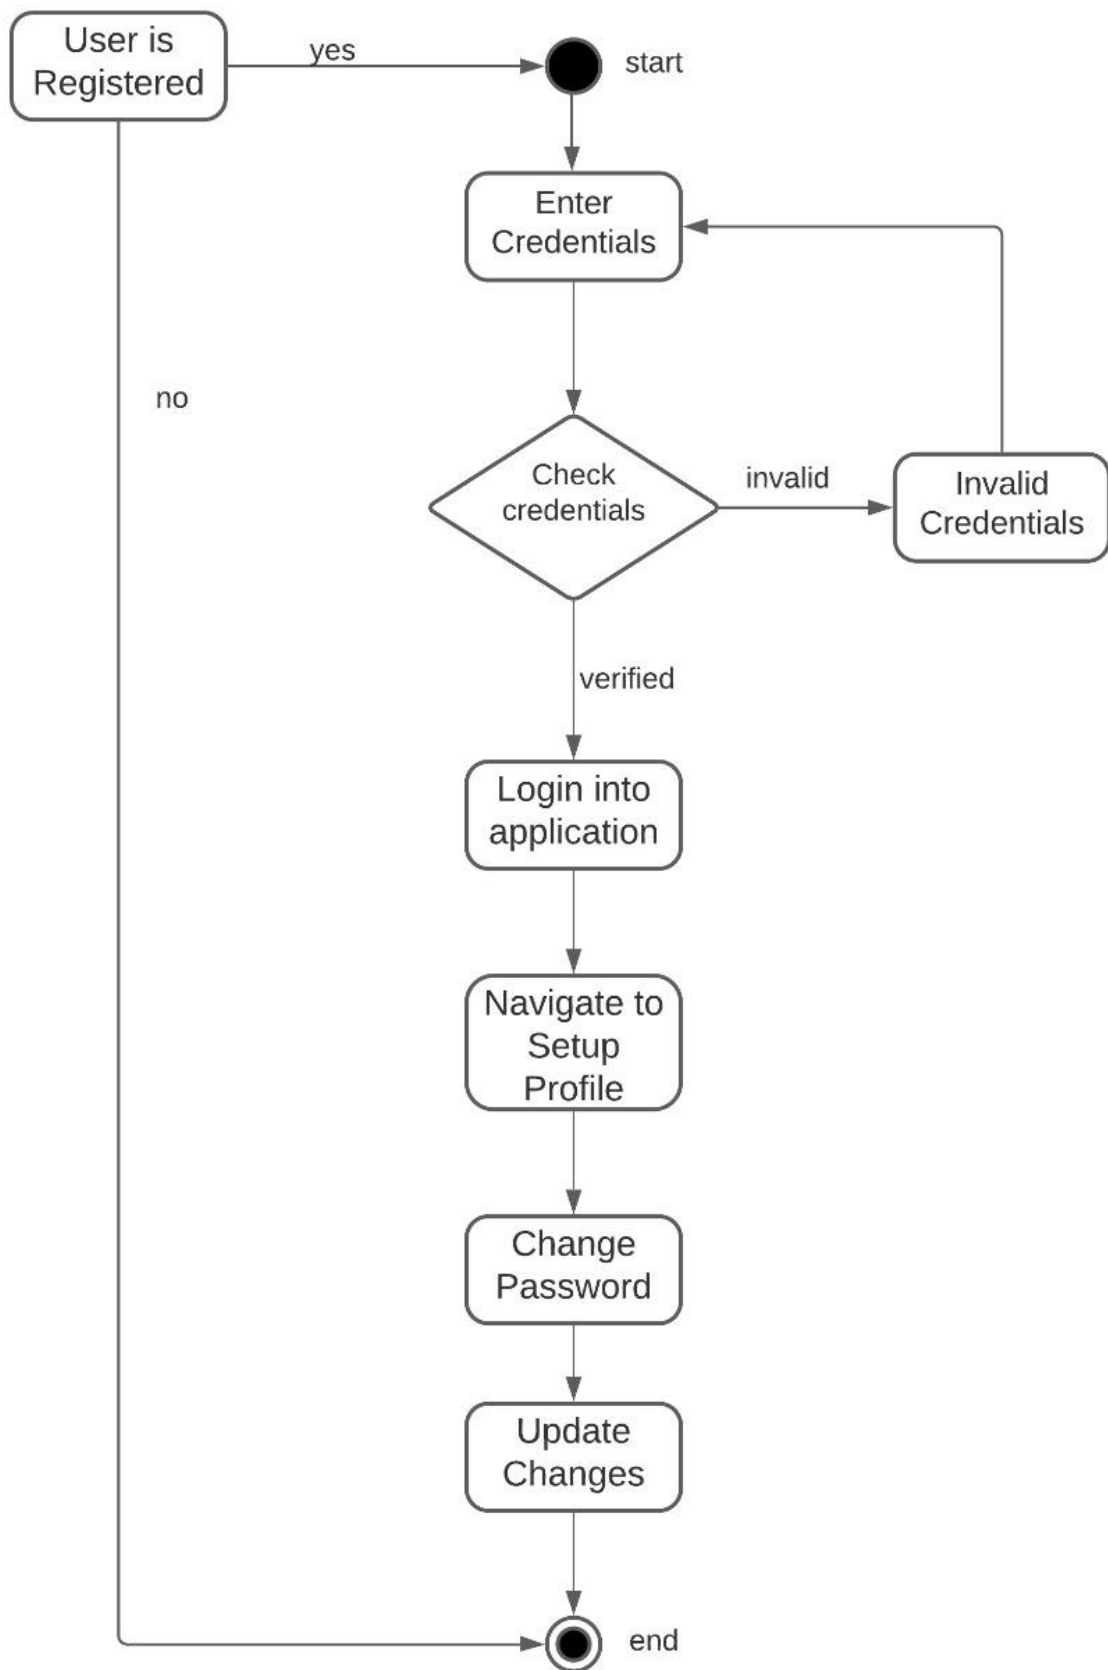 User is
Registered
yes
start
Enter
Credentials
no
Check
credentials
invalid
Invalid
Credentials
verified
Login into
application
Navigate to
Setup
Profile
Change
Password
Update
Changes
end